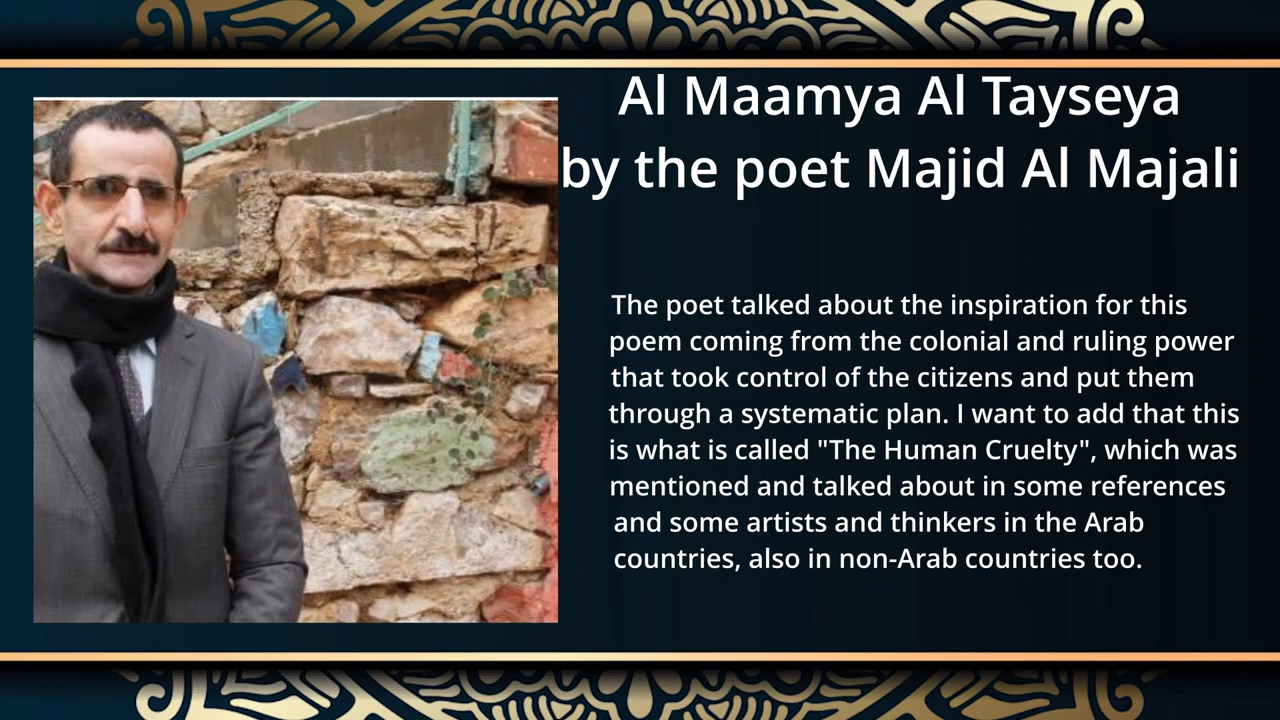 Al Maamya Al Tayseya
by the poet Majid Al Majali
The poet talked about the inspiration for this
poem coming from the colonial and ruling power
that took control of the citizens and put them
through a systematic plan. I want to add that this
is what is called "The Human Cruelty", which was
mentioned and talked about in some references
and some artists and thinkers in the Arab
countries, also in non-Arab countries too.